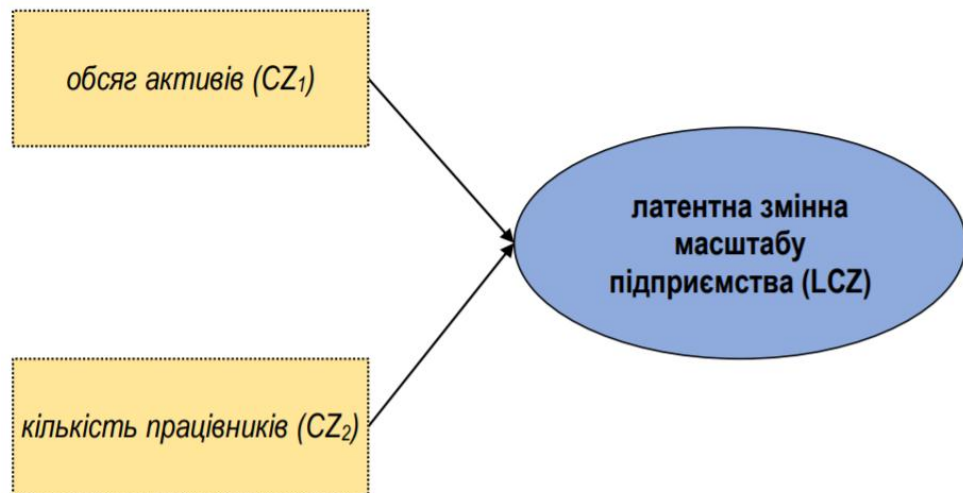 обсяг активів (CZ₁)
латентна змінна
масштабу
підприємства (LCZ)
кількість працівників (CZ₂)